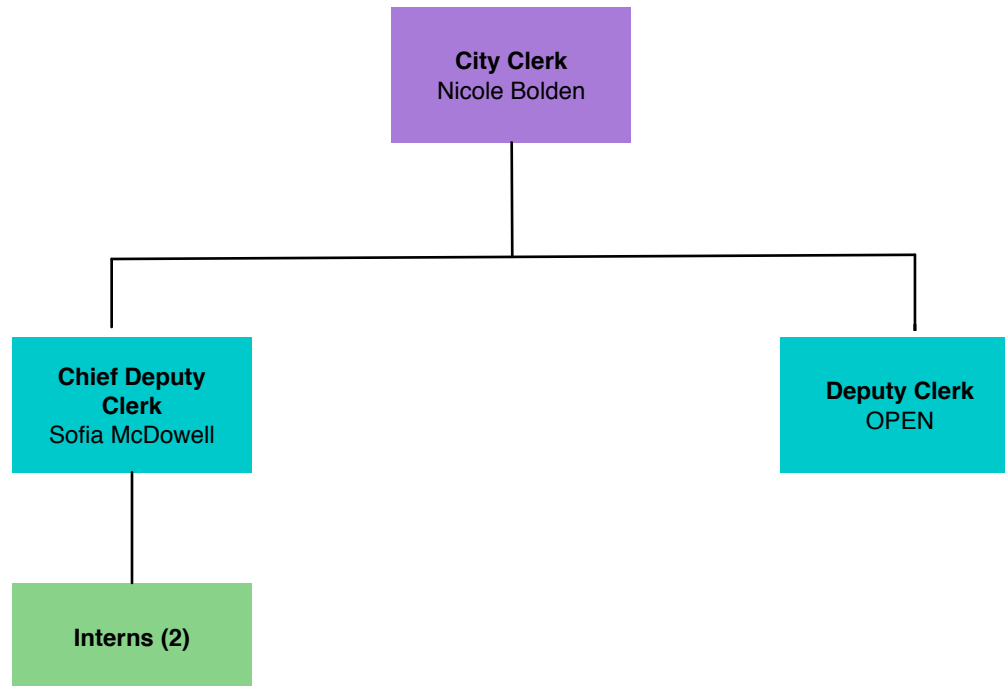 City Clerk
Nicole Bolden
Chief Deputy
Clerk
Sofia McDowell
Deputy Clerk
OPEN
Interns (2)